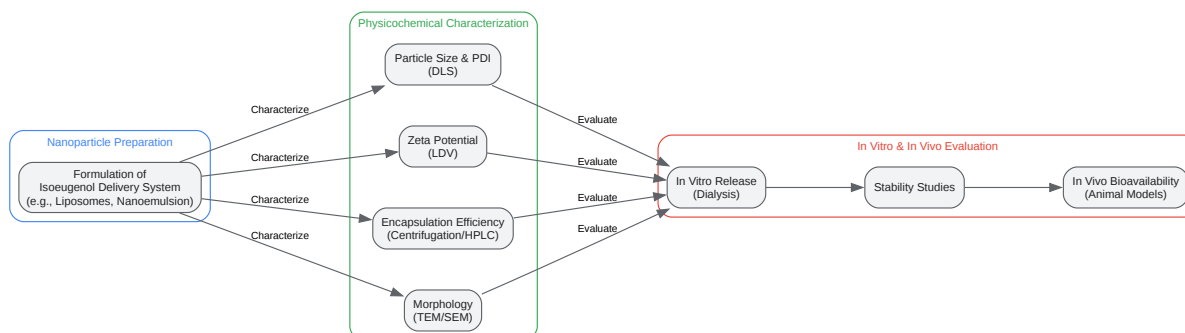 Nanoparticle Preparation
Formulation of
Isoeugenol Delivery System
(e.g., Liposomes, Nanoemulsion)
Characterize
Characterize
Characterize
Characterize
Physicochemical Characterization
Particle Size & PDI
(DLS)
Zeta Potential
(LDV)
Encapsulation Efficiency
(Centrifugation/HPLC)
Morphology
(TEM/SEM)
Evaluate
Evaluate
Evaluate
Evaluate
In Vitro & In Vivo Evaluation
In Vitro Release
(Dialysis)
Stability Studies
In Vivo Bioavailability
(Animal Models)